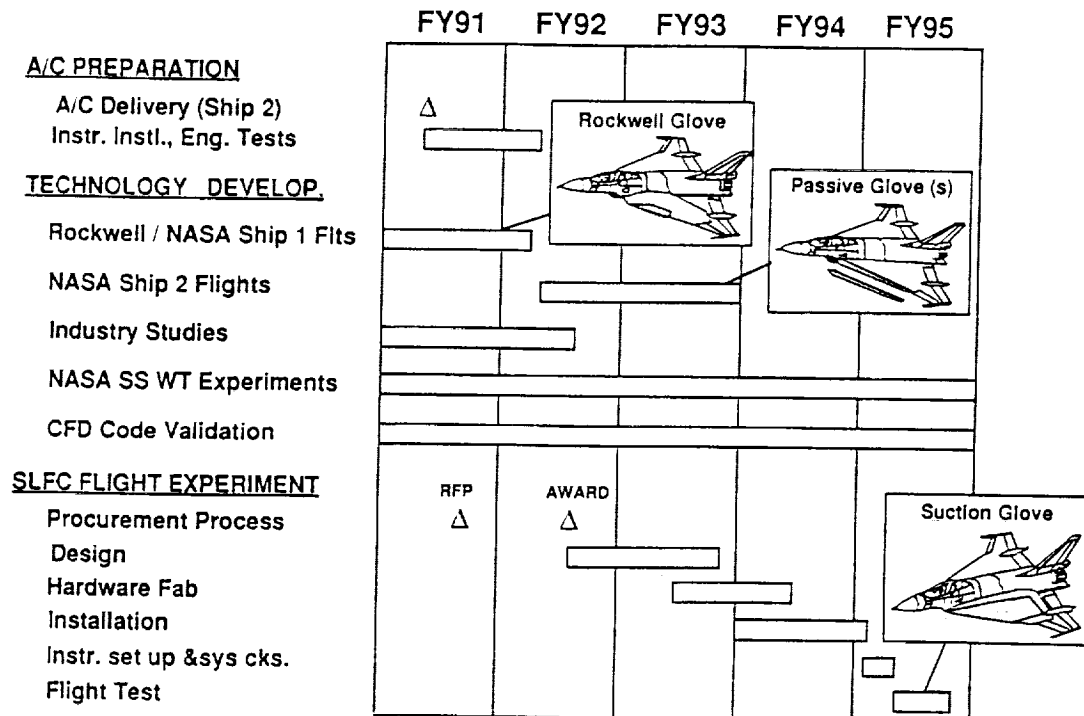 FY91 FY92 FY93 FY94 FY95
A/C PREPARATION
A/C Delivery (Ship 2)
Instr. Instl., Eng. Tests
Rockwell Glove
TECHNOLOGY DEVELOP.
Passive Glove (s)
Rockwell / NASA Ship 1 Flts
NASA Ship 2 Flights
Industry Studies
NASA SS WT Experiments
CFD Code Validation
SLFC FLIGHT EXPERIMENT
RFP AWARD
Procurement Process
Suction Glove
Design
Hardware Fab
Installation
Instr. set up &sys cks.
Flight Test